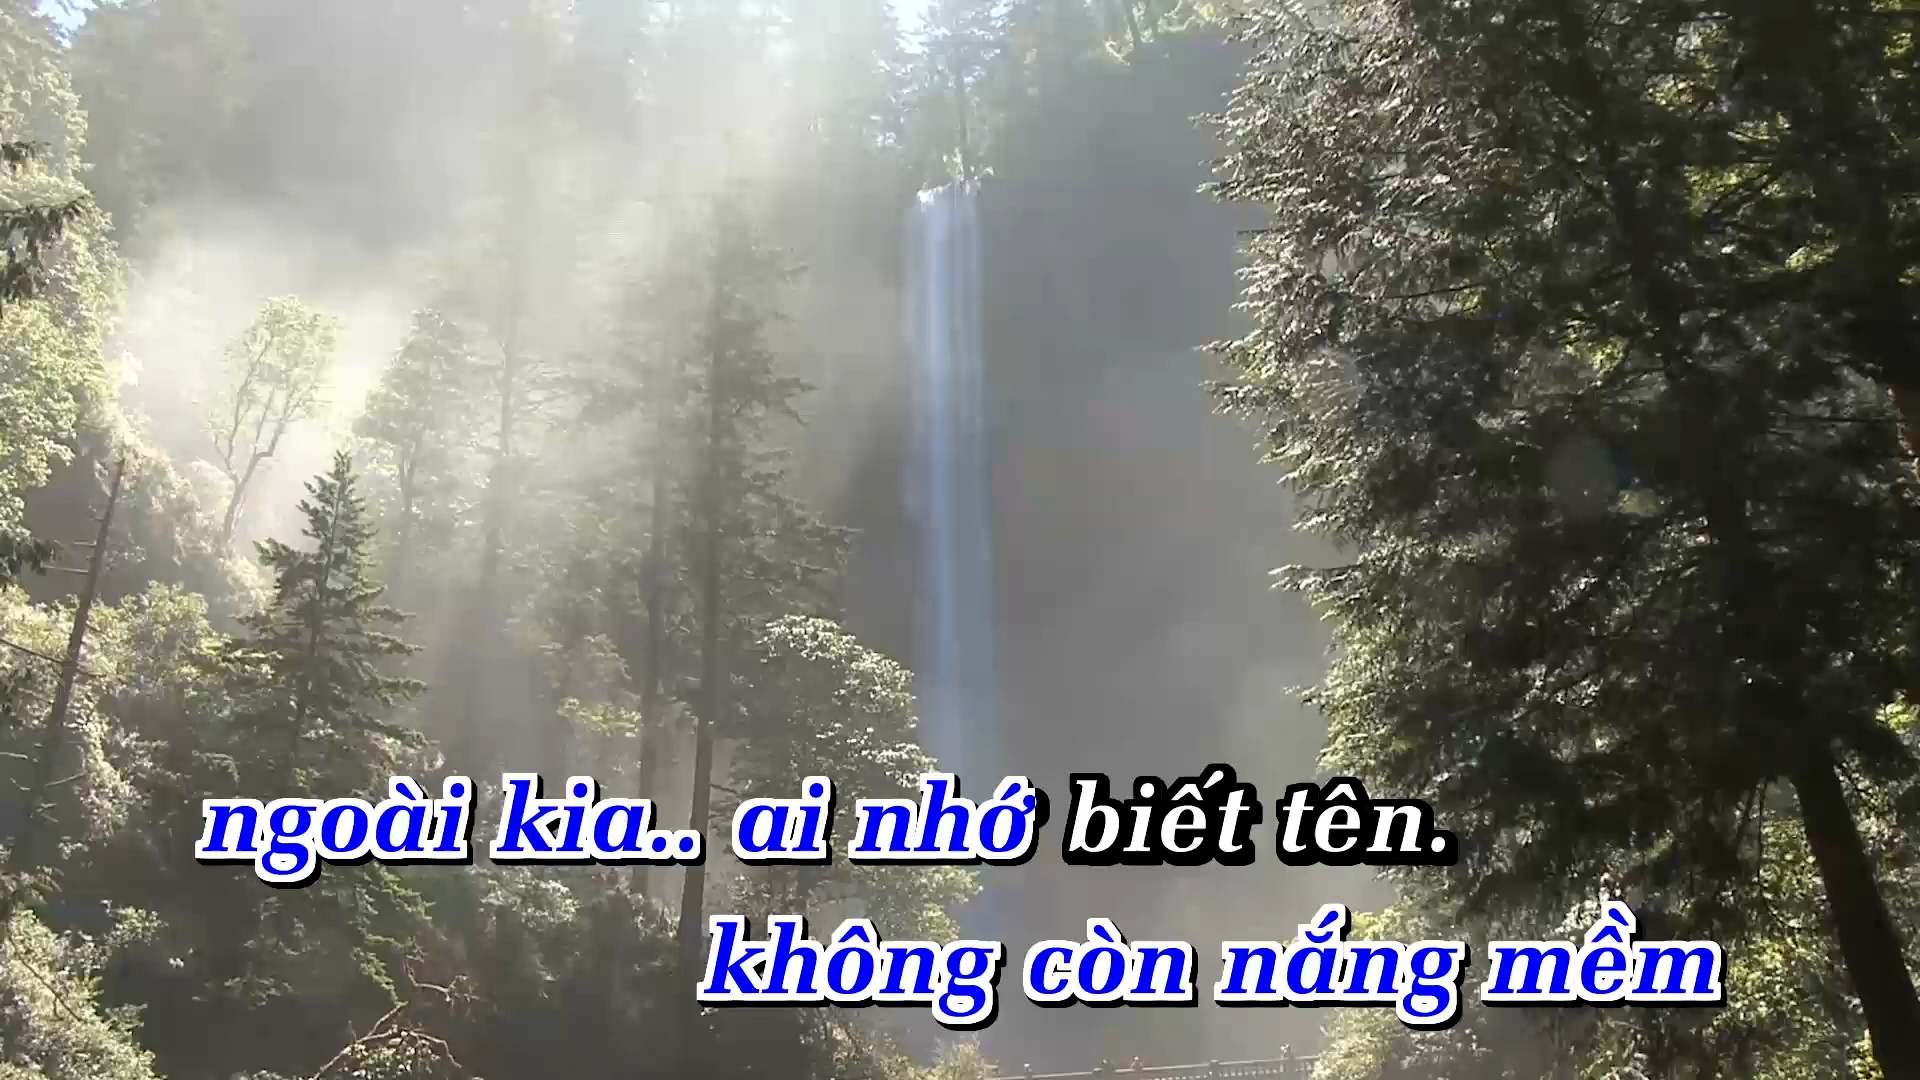 ngoài kia.. ai nhớ biết tên.
không còn nắng mềm